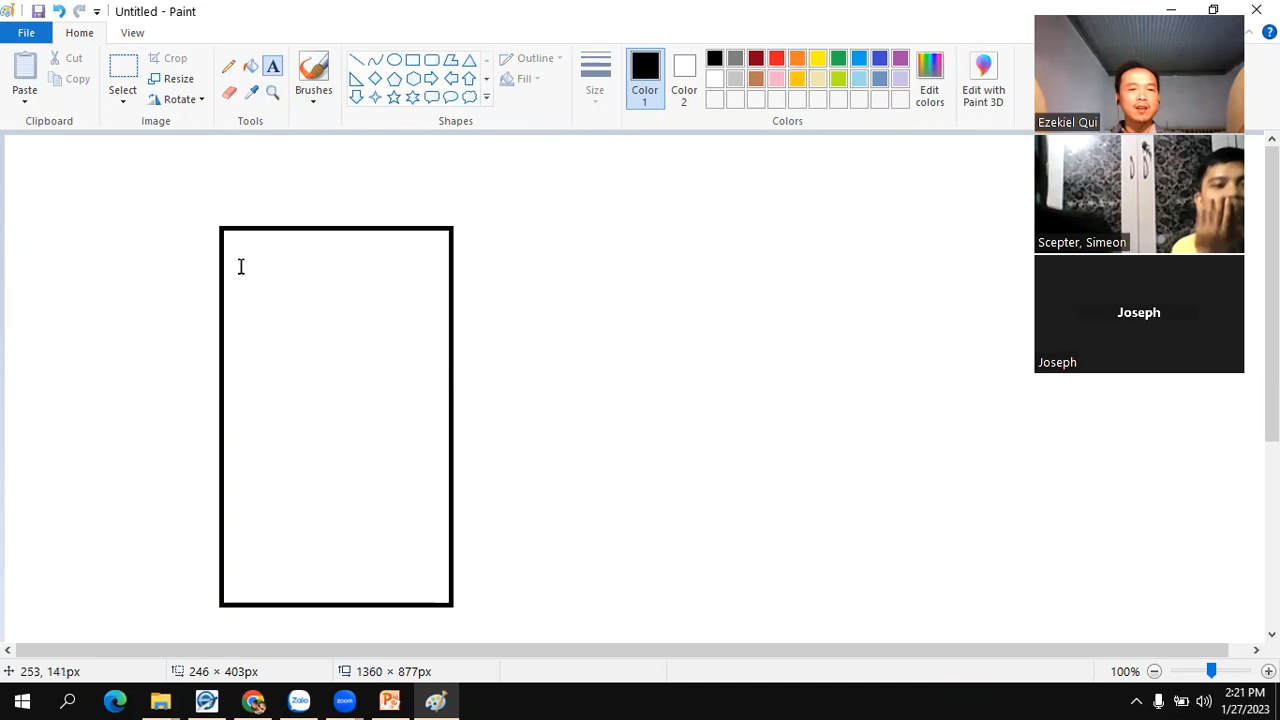 Untitled - Paint
File
Home
View
Paste
Cut
Copy
Clipboard
Select
Crop
Resize
Rotate
Image
A
Tools
Brushes
Shapes
Outline
Fill
Size
Color 1
Color 2
Edit colors
Edit with Paint 3D
Colors
Ezekiel Qui
Scepter, Simeon
Joseph
Joseph
253, 141px
246 × 403px
1360 × 877px
100%
Zalo
zoom
2:21 PM
1/27/2023